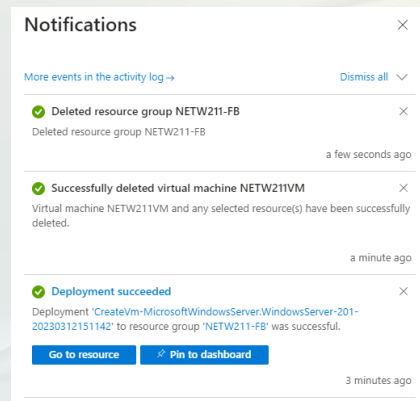 Notifications
More events in the activity log →
Dismiss all
Deleted resource group NETW211-FB
Deleted resource group NETW211-FB
a few seconds ago
Successfully deleted virtual machine NETW211VM
Virtual machine NETW211VM and any selected resource(s) have been successfully
deleted.
a minute ago
Deployment succeeded
Deployment 'CreateVm-MicrosoftWindowsServer.WindowsServer-201-
20230312151142' to resource group 'NETW211-FB' was successful.
Go to resource
Pin to dashboard
3 minutes ago